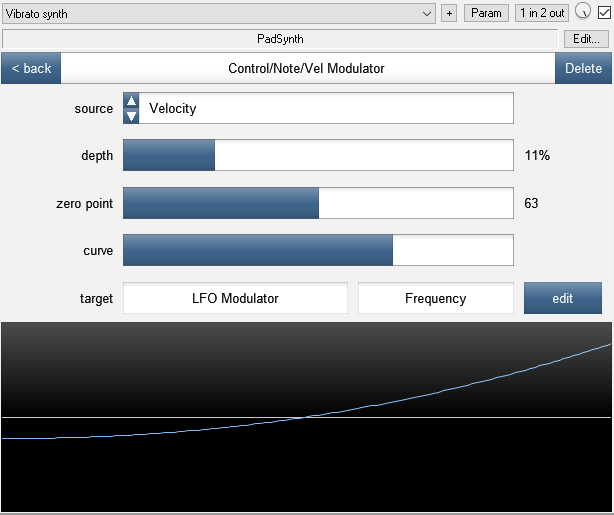 Vibrato synth + Param 1 in 2 out
PadSynth Edit...
< back Control/Note/Vel Modulator Delete
source Velocity
depth 11%
zero point 63
curve
target LFO Modulator Frequency edit